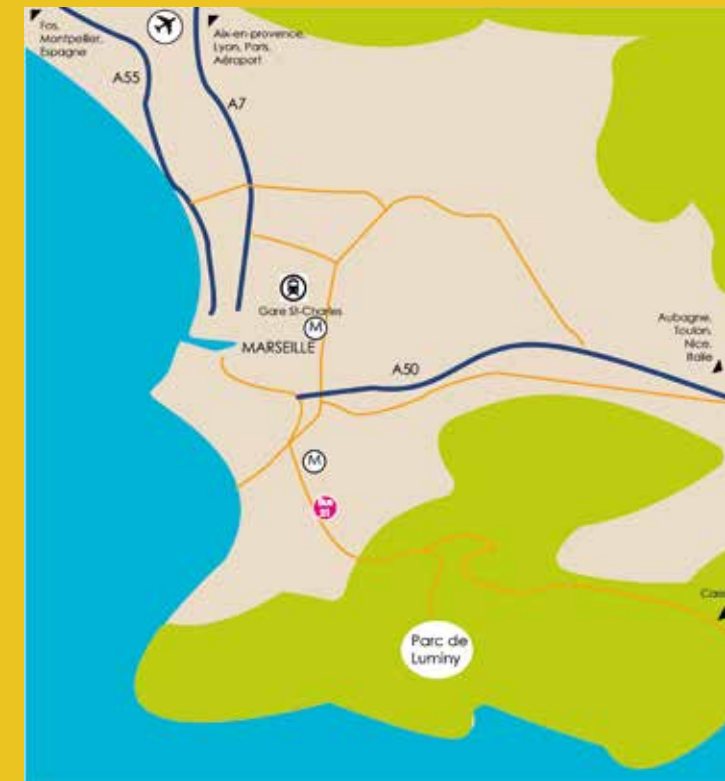 Fos,
Montpellier,
Espagne
Aix-en-provence,
Lyon, Paris,
Aéroport
A55
A7
Gare St-Charles
M
MARSEILLE
Aubagne,
Toulon,
Nice,
Italie
A50
M
Bus
Parc de
Luminy